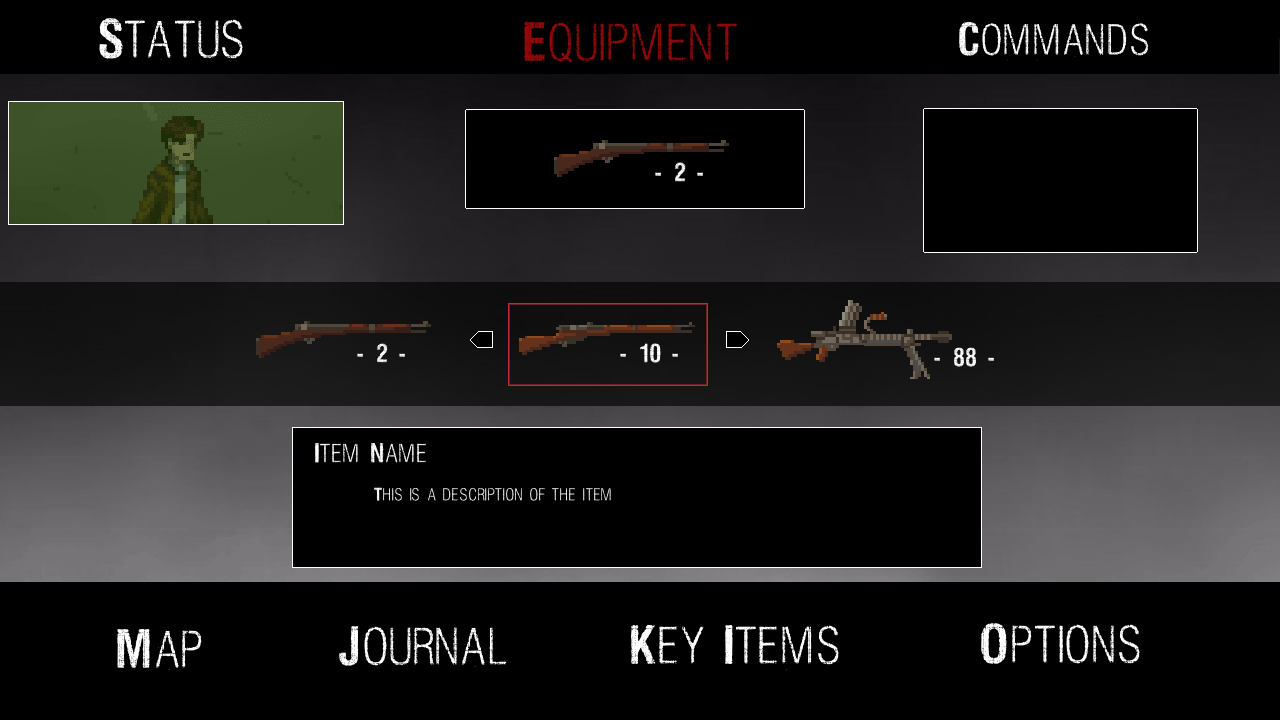 STATUS EQUIPMENT COMMANDS
- 2 -
- 2 - - 10 - - 88 -
ITEM NAME
THIS IS A DESCRIPTION OF THE ITEM
MAP JOURNAL KEY ITEMS OPTIONS